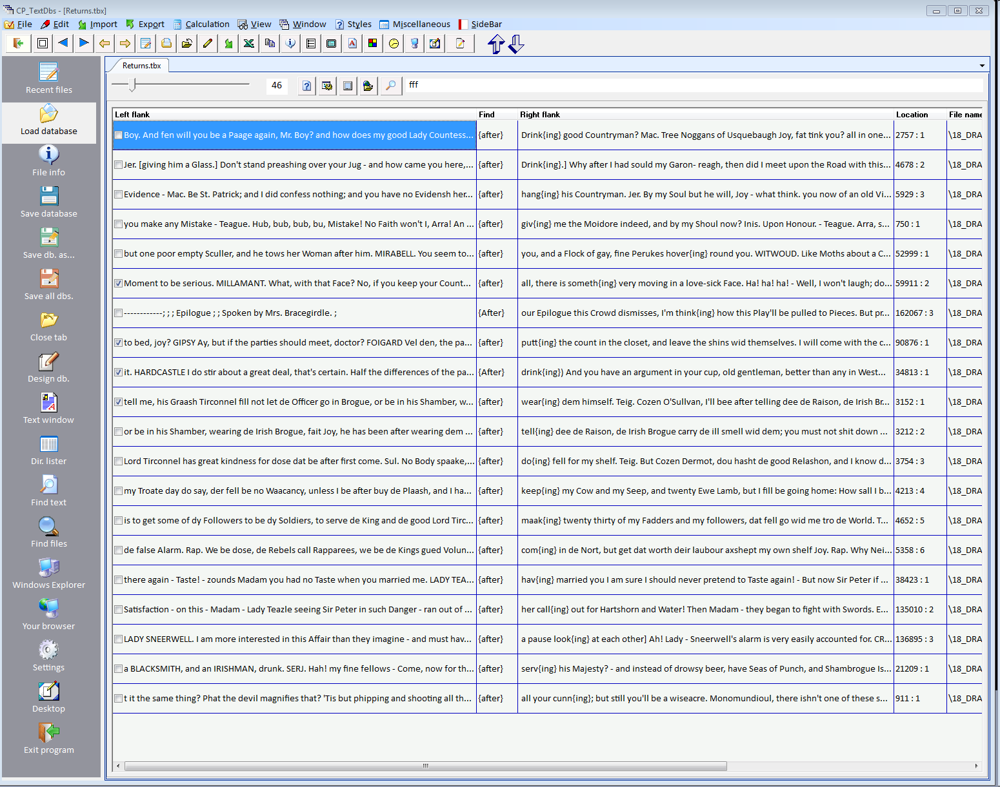 CP_TextDbs - [Returns.tbx]
File Edit Import Export Calculation View Window Styles Miscellaneous SideBar
Recent files
Load database
File info
Save database
Save db. as...
Save all dbs.
Close tab
Design db.
Text window
Dir. lister
Find text
Find files
Windows Explorer
Your browser
Settings
Desktop
Exit program
Returns.tbx
46 fff
Left flank Find Right flank Location File name
Boy. And fen will you be a Paage again, Mr. Boy? and how does my good Lady Countess... {after} Drink{ing} good Countryman? Mac. Tree Noggans of Usquebaugh Joy, fat tink you? all in one... 2757 : 1 \18_DRA
Jer. [giving him a Glass.] Don't stand preashing over your Jug - and how came you here,... {after} Drink{ing}.] Why after I had sould my Garon- reagh, then did I meet upon the Road with this... 4678 : 2 \18_DRA
Evidence - Mac. Be St. Patrick; and I did confess nothing; and you have no Evidensh her... {after} hang{ing} his Countryman. Jer. By my Soul but he will, Joy - what think. you now of an old Vi... 5929 : 3 \18_DRA
you make any Mistake - Teague. Hub, bub, bub, bu, Mistake! No Faith won't I, Arra! An ... {after} giv{ing} me the Moidore indeed, and by my Shoul now? Inis. Upon Honour. - Teague. Arra, s... 750 : 1 \18_DRA
but one poor empty Sculler, and he tows her Woman after him. MIRABELL. You seem to... {after} you, and a Flock of gay, fine Perukes hover{ing} round you. WITWOUD. Like Moths about a C... 52999 : 1 \18_DRA
Moment to be serious. MILLAMANT. What, with that Face? No, if you keep your Count... {after} all, there is someth{ing} very moving in a love-sick Face. Ha! ha! ha! - Well, I won't laugh; do... 59911 : 2 \18_DRA
------------; ; ; Epilogue ; ; Spoken by Mrs. Bracegirdle. ; {After} our Epilogue this Crowd dismisses, I'm think{ing} how this Play'll be pulled to Pieces. But pr... 162067 : 3 \18_DRA
to bed, joy? GIPSY Ay, but if the parties should meet, doctor? FOIGARD Vel den, the pa... {after} putt{ing} the count in the closet, and leave the shins wid themselves. I will come with the c... 90876 : 1 \18_DRA
it. HARDCASTLE I do stir about a great deal, that's certain. Half the differences of the pa... {After} drink{ing}) And you have an argument in your cup, old gentleman, better than any in West... 34813 : 1 \18_DRA
tell me, his Graash Tirconnel fill not let de Officer go in Brogue, or be in his Shamber, w... {after} wear{ing} dem himself. Teig. Cozen O'Sullvan, I'll bee after telling dee de Raison, de Irish Br... 3152 : 1 \18_DRA
or be in his Shamber, wearing de Irish Brogue, fait Joy, he has been after wearing dem ... {after} tell{ing} dee de Raison, de Irish Brogue carry de ill smell wid dem; you must not shit down ... 3212 : 2 \18_DRA
Lord Tirconnel has great kindness for dose dat be after first come. Sul. No Body spaake,... {after} do{ing} fell for my shelf. Teig. But Cozen Dermot, dou hasht de good Relashon, and I know d... 3754 : 3 \18_DRA
my Troate day do say, der fell be no Waacancy, unless I be after buy de Plaash, and I ha... {after} keep{ing} my Cow and my Seep, and twenty Ewe Lamb, but I fill be going home: How sall I b... 4213 : 4 \18_DRA
is to get some of dy Followers to be dy Soldiers, to serve de King and de good Lord Tirc... {after} maak{ing} twenty thirty of my Fadders and my followers, dat fell go wid me tro de World. T... 4652 : 5 \18_DRA
de false Alarm. Rap. We be dose, de Rebels call Rapparees, we be de Kings gued Volun... {after} com{ing} in de Nort, but get dat worth deir laubour axshept my own shelf Joy. Rap. Why Nei... 5358 : 6 \18_DRA
there again - Taste! - zounds Madam you had no Taste when you married me. LADY TEA... {after} hav{ing} married you I am sure I should never pretend to Taste again! - But now Sir Peter if ... 38423 : 1 \18_DRA
Satisfaction - on this - Madam - Lady Teazle seeing Sir Peter in such Danger - ran out of ... {after} her call{ing} out for Hartshorn and Water! Then Madam - they began to fight with Swords. E... 135010 : 2 \18_DRA
LADY SNEERWELL. I am more interested in this Affair than they imagine - and must hav... {after} a pause look{ing} at each other] Ah! Lady - Sneerwell's alarm is very easily accounted for. CR... 136895 : 3 \18_DRA
a BLACKSMITH, and an IRISHMAN, drunk. SERJ. Hah! my fine fellows - Come, now for th... {after} serv{ing} his Majesty? - and instead of drowsy beer, have Seas of Punch, and Shambrogue Is... 21209 : 1 \18_DRA
t it the same thing? Phat the devil magnifies that? 'Tis but phipping and shooting all th... {after} all your cunn{ing}; but still you'll be a wiseacre. Monomundioul, there ishn't one of these s... 911 : 1 \18_DRA